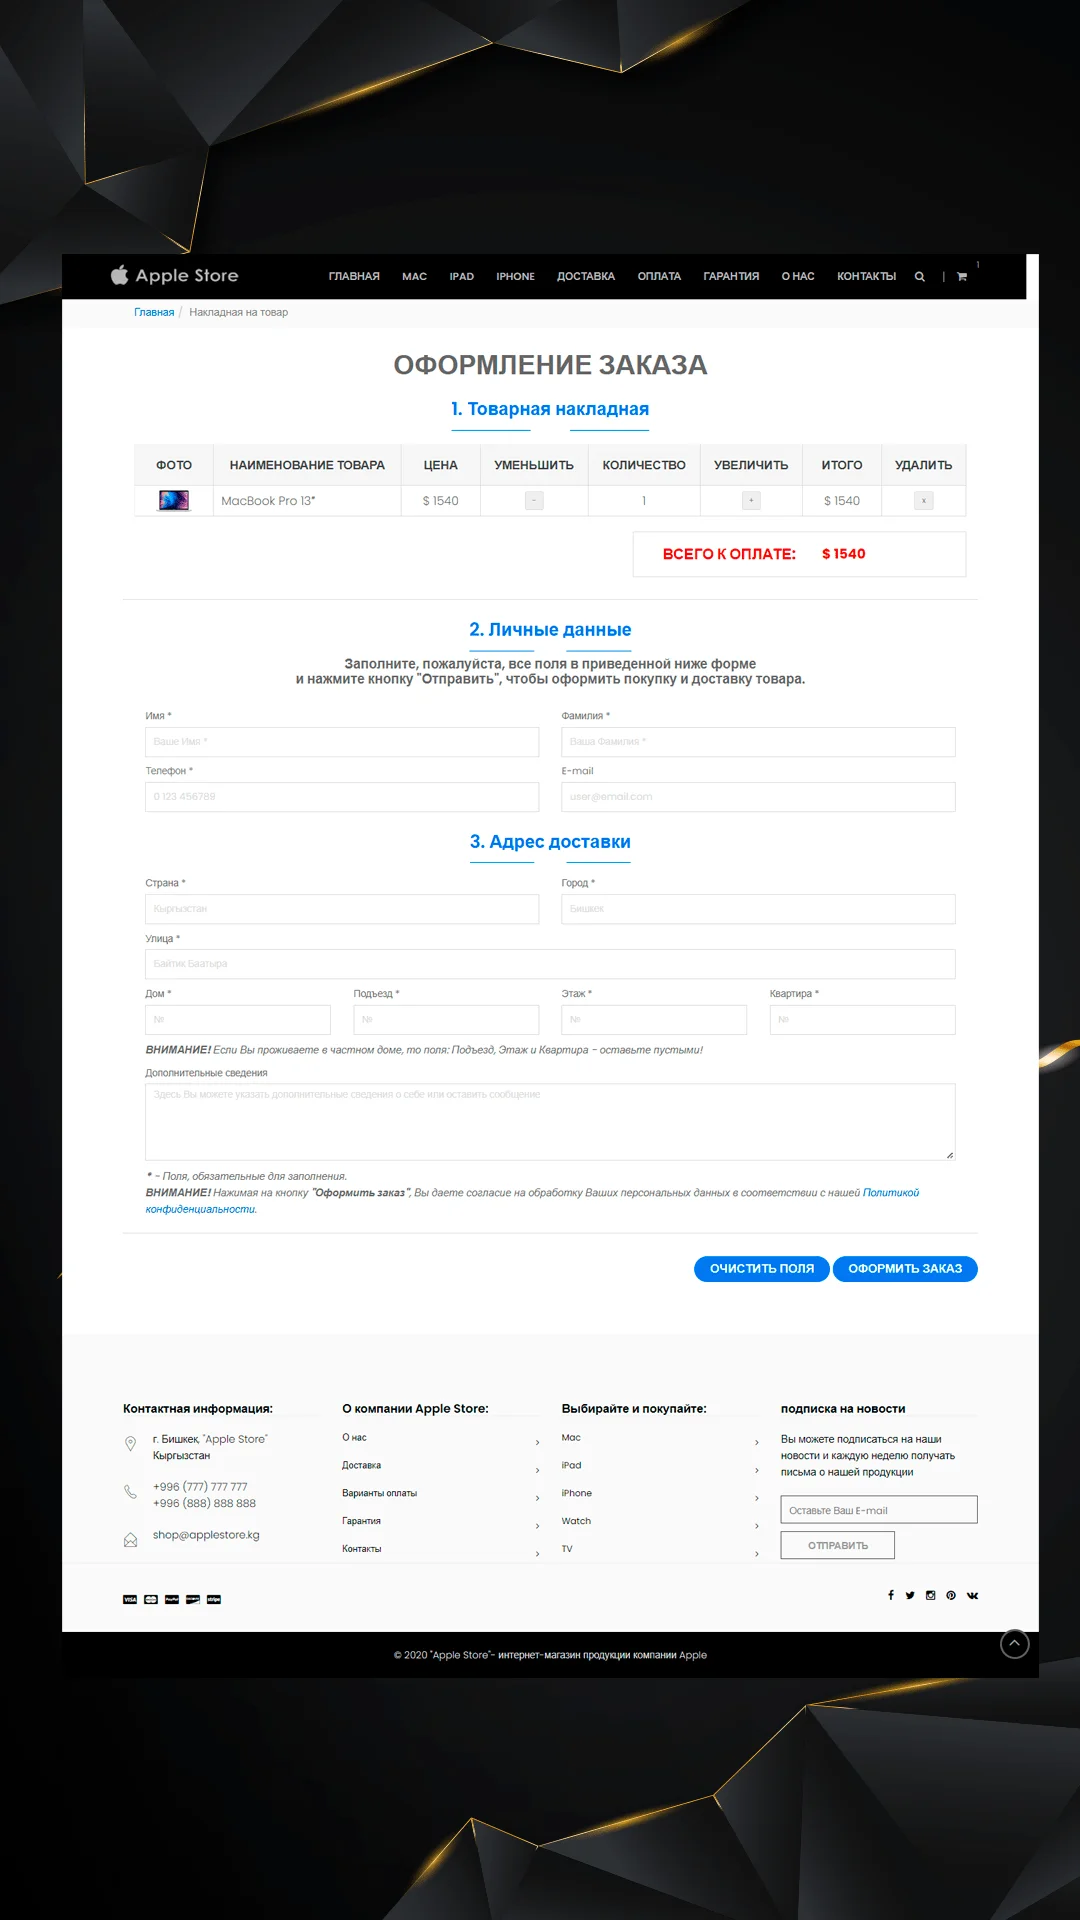 Apple Store
ГЛАВНАЯ MAC IPAD IPHONE ДОСТАВКА ОПЛАТА ГАРАНТИЯ О НАС КОНТАКТЫ | 1
Главная / Накладная на товар
ОФОРМЛЕНИЕ ЗАКАЗА
1. Товарная накладная
ФОТО НАИМЕНОВАНИЕ ТОВАРА ЦЕНА УМЕНЬШИТЬ КОЛИЧЕСТВО УВЕЛИЧИТЬ ИТОГО УДАЛИТЬ
MacBook Pro 13" $ 1540 - 1 + $ 1540 x
ВСЕГО К ОПЛАТЕ: $ 1540
2. Личные данные
Заполните, пожалуйста, все поля в приведенной ниже форме
и нажмите кнопку "Отправить", чтобы оформить покупку и доставку товара.
Имя * Фамилия *
Ваше Имя * Ваша Фамилия *
Телефон * E-mail
0 123 456789 user@email.com
3. Адрес доставки
Страна * Город *
Кыргызстан Бишкек
Улица *
Байтик Баатыра
Дом * Подъезд * Этаж * Квартира *
№ № № №
ВНИМАНИЕ! Если Вы проживаете в частном доме, то поля: Подъезд, Этаж и Квартира - оставьте пустыми!
Дополнительные сведения
Здесь Вы можете указать дополнительные сведения о себе или оставить сообщение
* - Поля, обязательные для заполнения.
ВНИМАНИЕ! Нажимая на кнопку "Оформить заказ", Вы даете согласие на обработку Ваших персональных данных в соответствии с нашей Политикой
конфиденциальности.
ОЧИСТИТЬ ПОЛЯ ОФОРМИТЬ ЗАКАЗ
Контактная информация:
г. Бишкек, "Apple Store"
Кыргызстан
+996 (777) 777 777
+996 (888) 888 888
shop@applestore.kg
О компании Apple Store:
О нас
Доставка
Варианты оплаты
Гарантия
Контакты
Выбирайте и покупайте:
Mac
iPad
iPhone
Watch
TV
подписка на новости
Вы можете подписаться на наши
новости и каждую неделю получать
письма о нашей продукции
Оставьте Ваш E-mail
ОТПРАВИТЬ
VISA PayPal stripe
© 2020 "Apple Store"- интернет-магазин продукции компании Apple